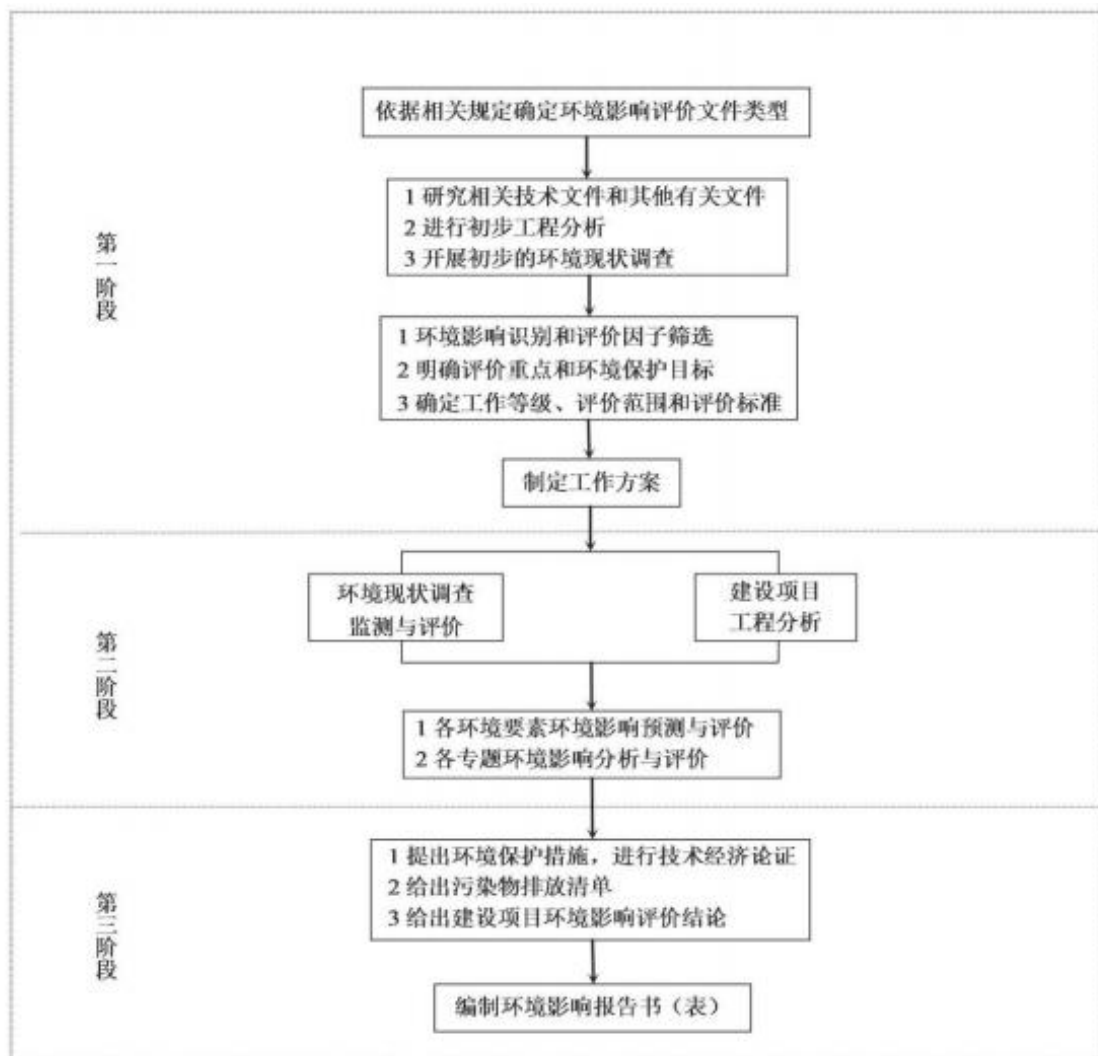 依据相关规定确定环境影响评价文件类型
1 研究相关技术文件和其他有关文件
2 进行初步工程分析
3 开展初步的环境现状调查
第一阶段
1 环境影响识别和评价因子筛选
2 明确评价重点和环境保护目标
3 确定工作等级、评价范围和评价标准
制定工作方案
第二阶段
环境现状调查
监测与评价
建设项目
工程分析
1 各环境要素环境影响预测与评价
2 各专题环境影响分析与评价
第三阶段
1 提出环境保护措施，进行技术经济论证
2 给出污染物排放清单
3 给出建设项目环境影响评价结论
编制环境影响报告书（表）